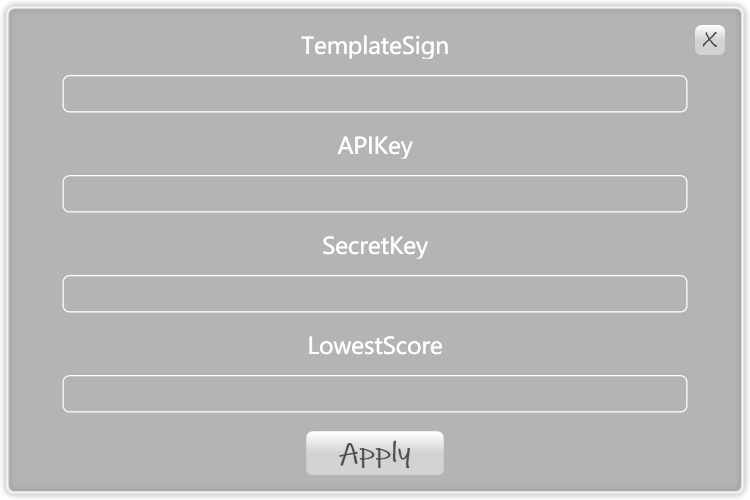 TemplateSign
X
APIKey
SecretKey
LowestScore
Apply